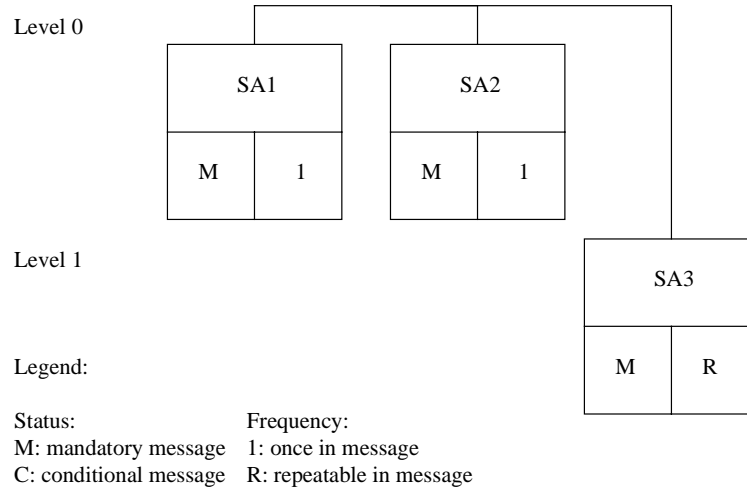 Level 0
SA1 SA2
M 1 M 1
Level 1
SA3
Legend:
M R
Status: Frequency:
M: mandatory message 1: once in message
C: conditional message R: repeatable in message